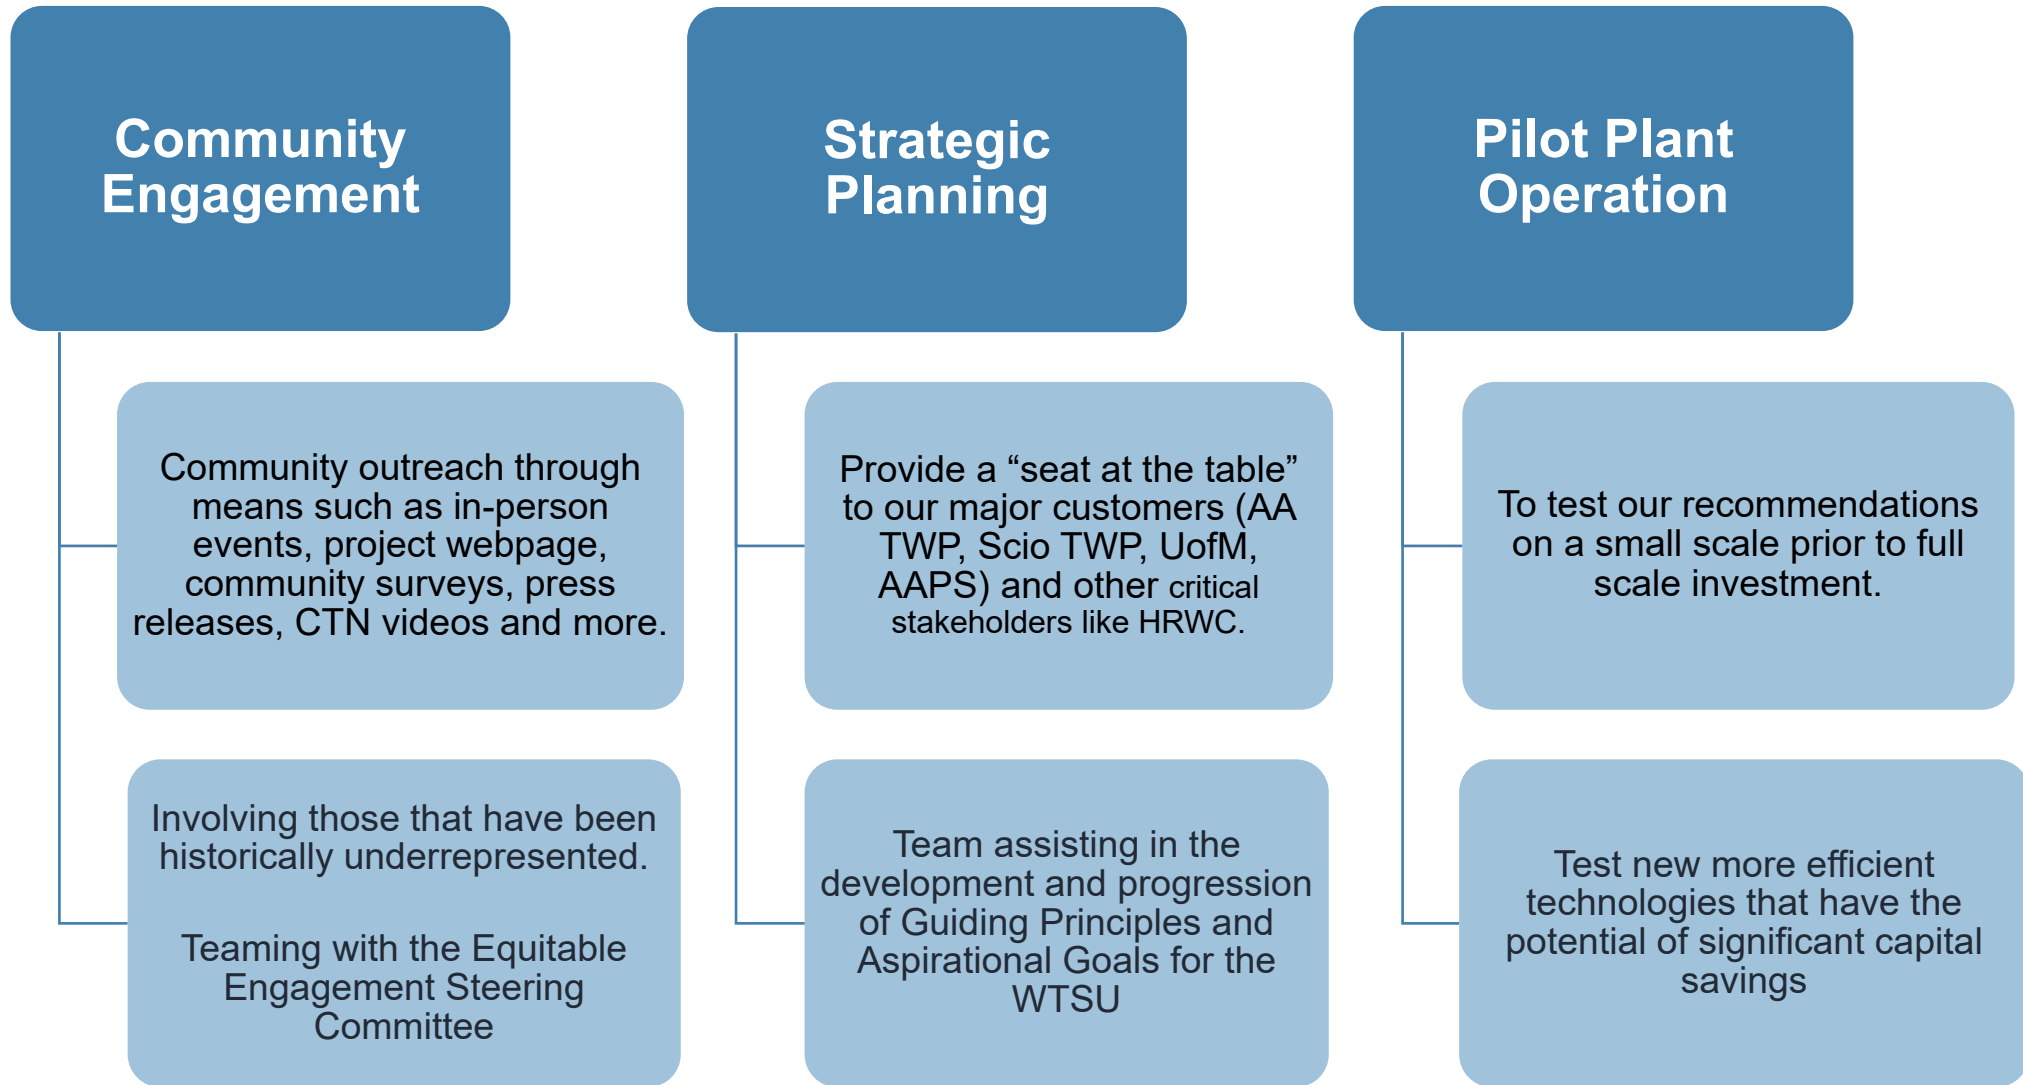 Community
Engagement
Community outreach through
means such as in-person
events, project webpage,
community surveys, press
releases, CTN videos and more.
Involving those that have been
historically underrepresented.
Teaming with the Equitable
Engagement Steering
Committee
Strategic
Planning
Provide a “seat at the table”
to our major customers (AA
TWP, Scio TWP, UofM,
AAPS) and other critical
stakeholders like HRWC.
Team assisting in the
development and progression
of Guiding Principles and
Aspirational Goals for the
WTSU
Pilot Plant
Operation
To test our recommendations
on a small scale prior to full
scale investment.
Test new more efficient
technologies that have the
potential of significant capital
savings